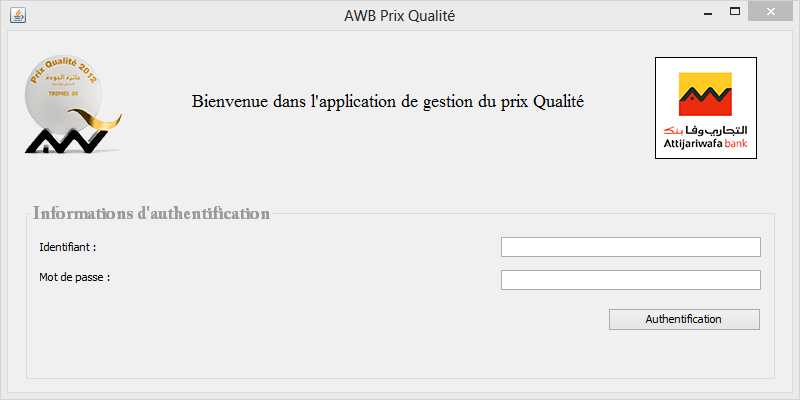 AWB Prix Qualité
Prix Qualité 2012
جائزة الجودة
TROPHEE OR
Bienvenue dans l'application de gestion du prix Qualité
التجاري وفا بنك
Attijariwafa bank
Informations d'authentification
Identifiant :
Mot de passe :
Authentification